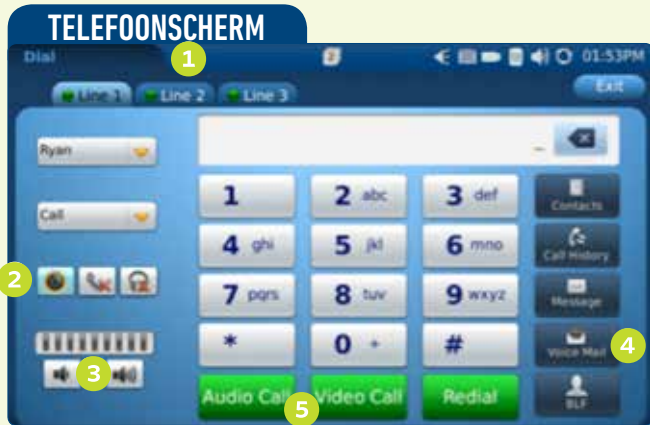 TELEFOONSCHERM
Dial 1 2 01:53PM
Line 1 Line 2 Line 3 Exit
Ryan _
1 2 abc 3 def Contacts
Call 4 ghi 5 jkl 6 mno Call History
2 7 pqrs 8 tuv 9 wxyz Message
* 0 + # Voice Mail 4
3
Audio Call 5 Video Call Redial BLF